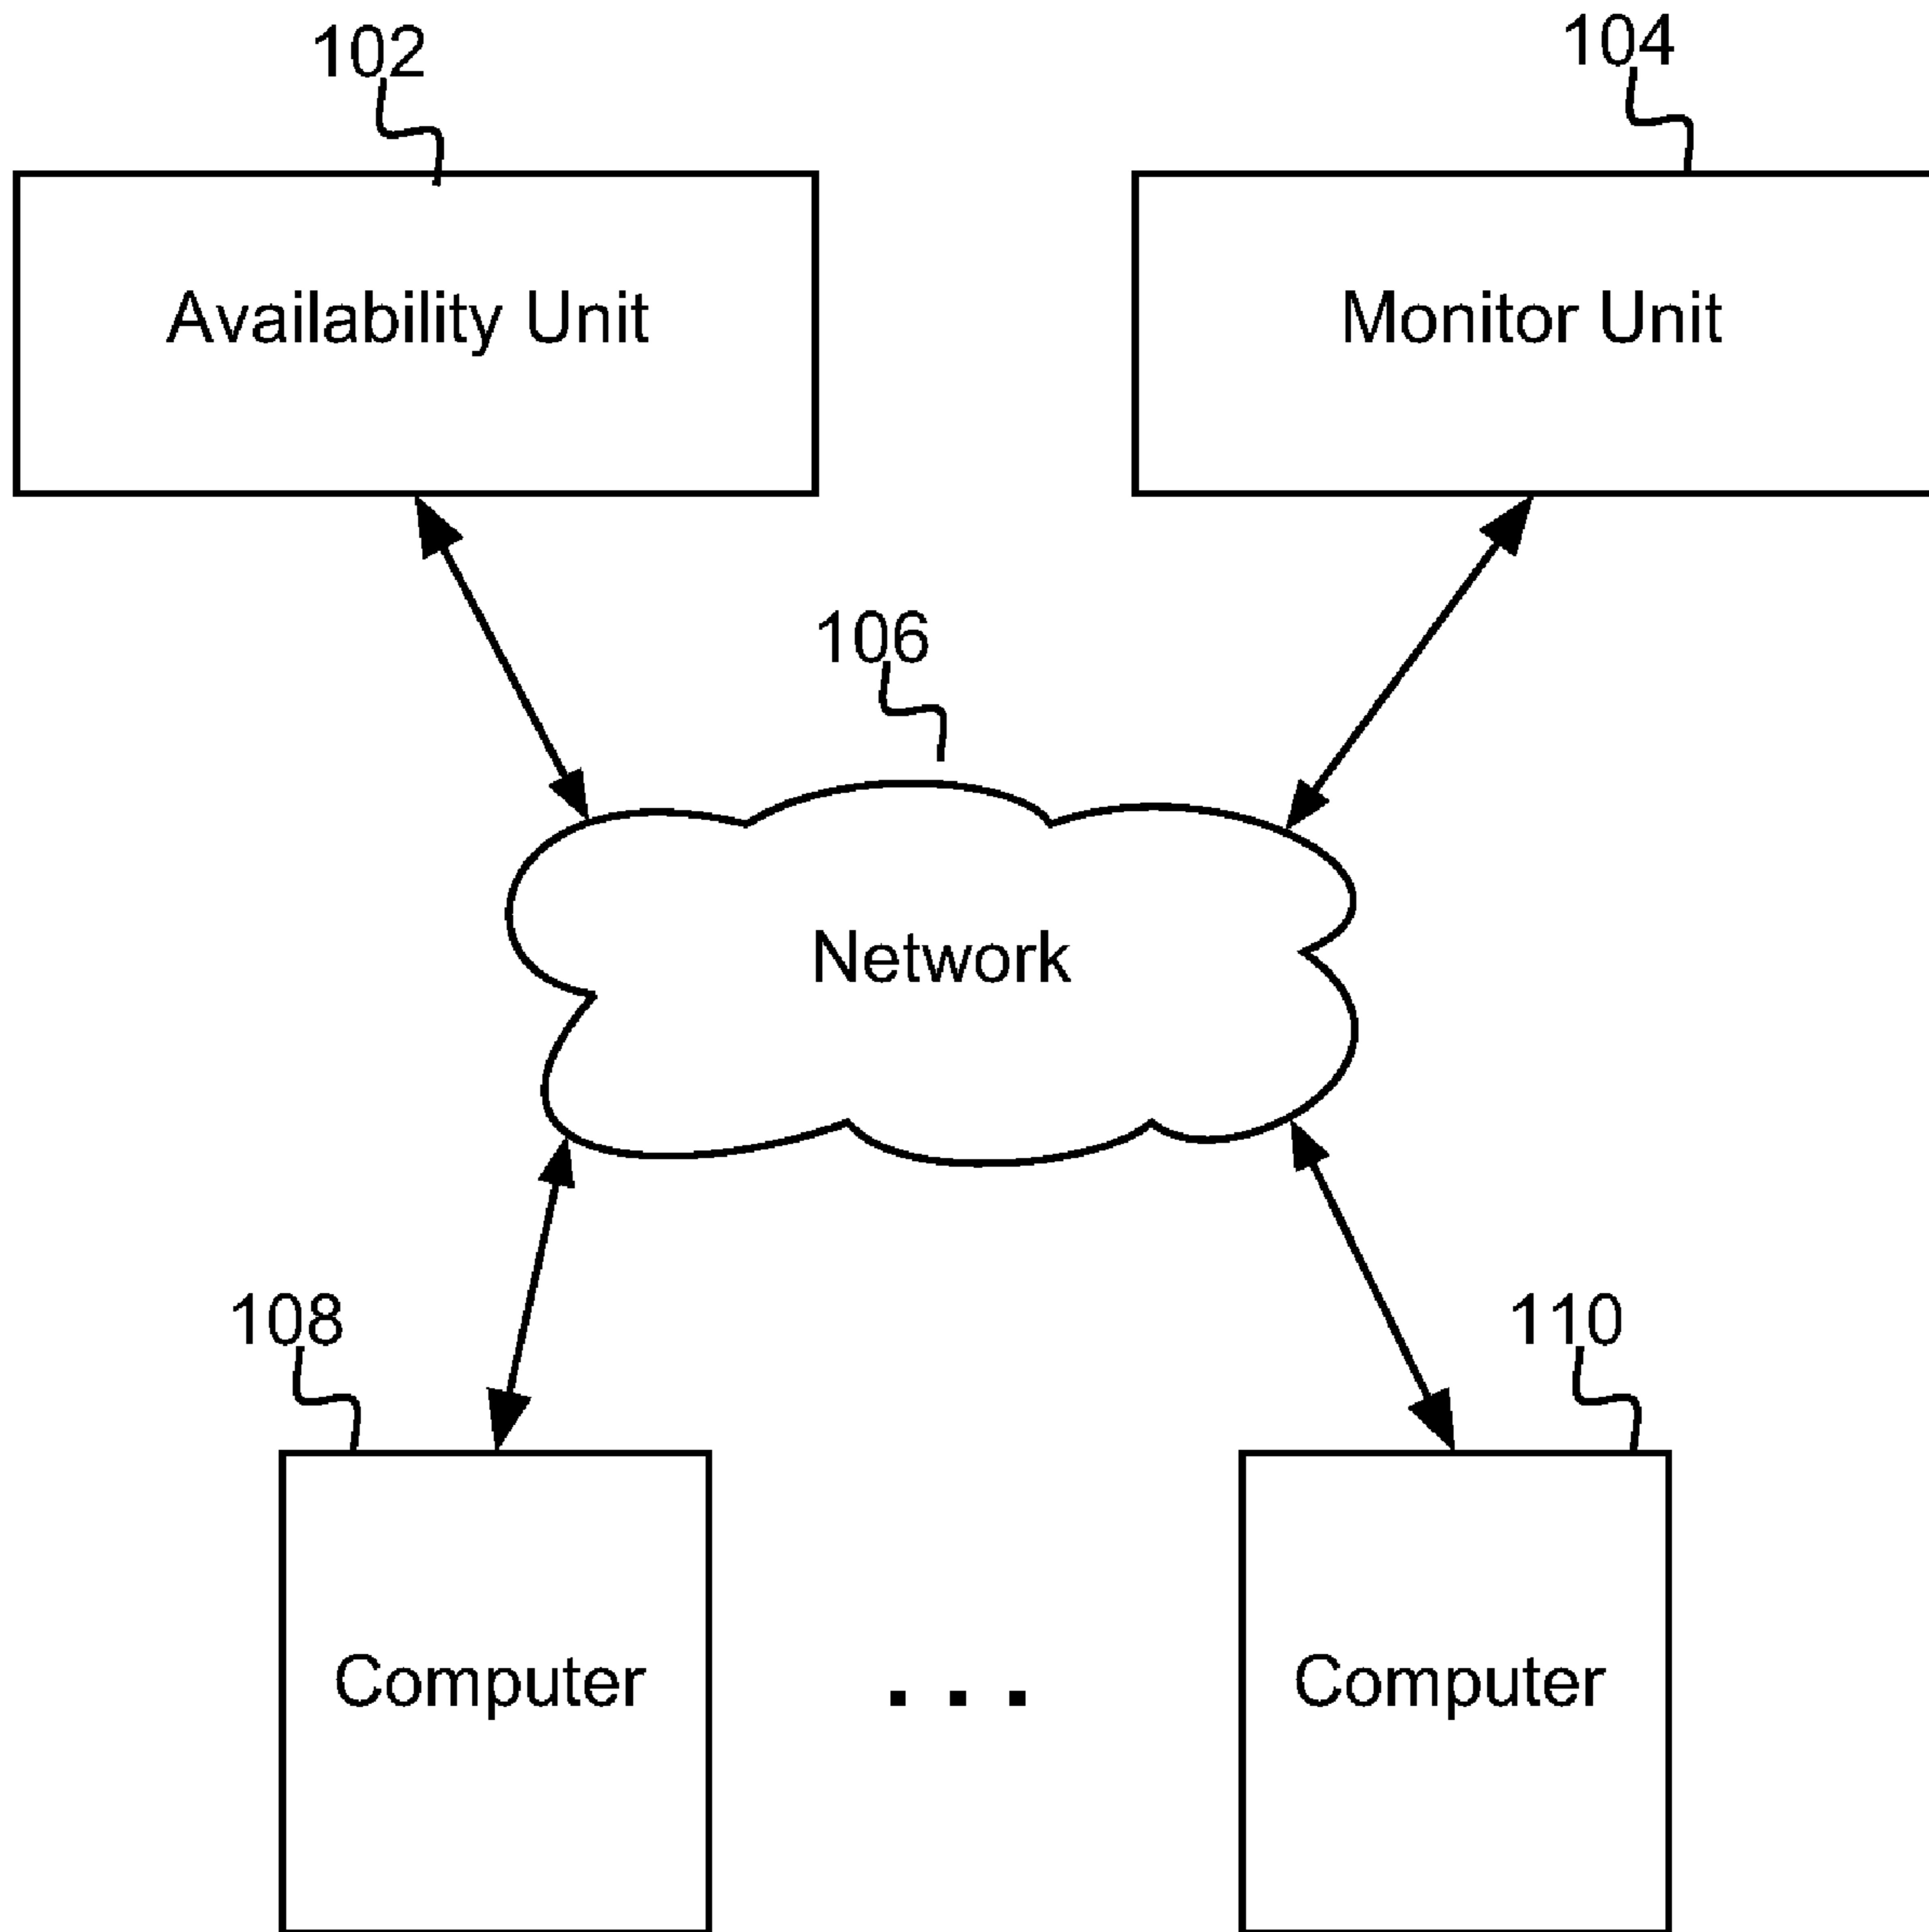 102
104
Availability Unit
Monitor Unit
106
Network
108
110
Computer
. . .
Computer